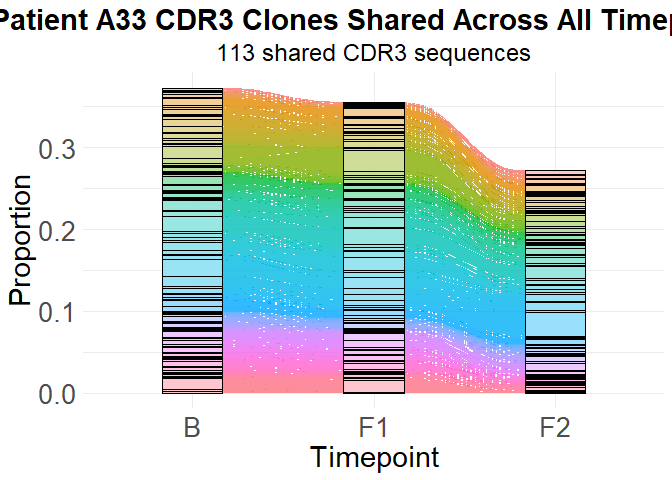 Patient A33 CDR3 Clones Shared Across All Timep
113 shared CDR3 sequences
Proportion
0.3
0.2
0.1
0.0
B F1 F2
Timepoint